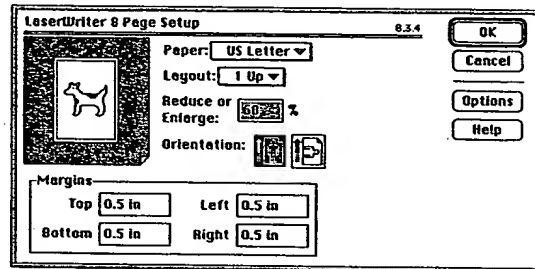 LaserWriter 8 Page Setup 8.3.4
Paper: US Letter
Layout: 1 Up
Reduce or
Enlarge: 60 %
Orientation:
OK
Cancel
Options
Help
Margins
Top 0.5 in Left 0.5 in
Bottom 0.5 in Right 0.5 in